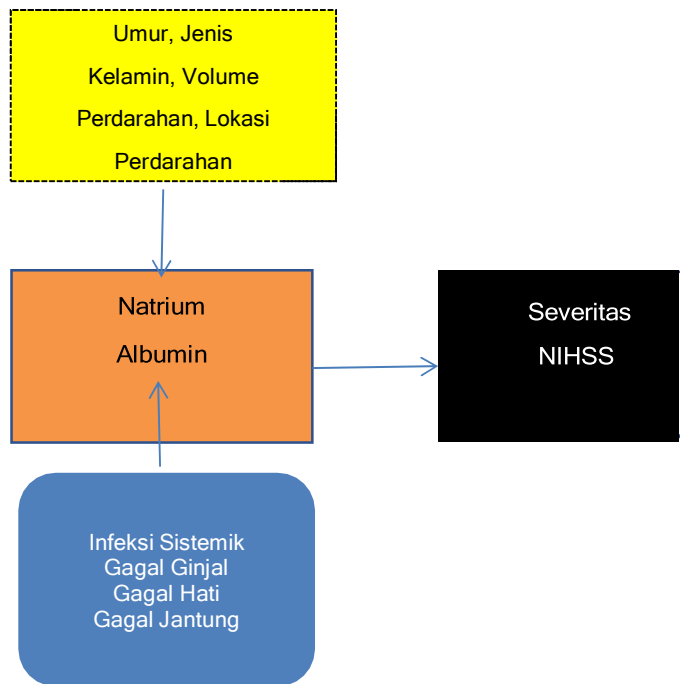 Umur, Jenis
Kelamin, Volume
Perdarahan, Lokasi
Perdarahan
Natrium
Albumin
Severitas
NIHSS
Infeksi Sistemik
Gagal Ginjal
Gagal Hati
Gagal Jantung